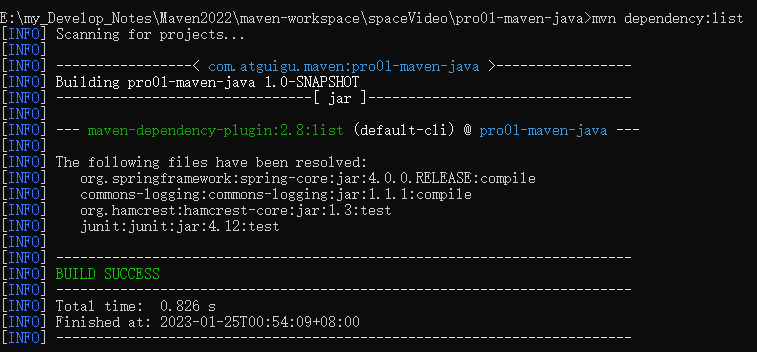 E:\my_Develop_Notes\Maven2022\maven-workspace\spaceVideo\pro01-maven-java>mvn dependency:list
[INFO] Scanning for projects...
[INFO]
[INFO] -----------------< com.atguigu.maven:pro01-maven-java >-----------------
[INFO] Building pro01-maven-java 1.0-SNAPSHOT
[INFO] --------------------------------[ jar ]---------------------------------
[INFO]
[INFO] --- maven-dependency-plugin:2.8:list (default-cli) @ pro01-maven-java ---
[INFO]
[INFO] The following files have been resolved:
[INFO]    org.springframework:spring-core:jar:4.0.0.RELEASE:compile
[INFO]    commons-logging:commons-logging:jar:1.1.1:compile
[INFO]    org.hamcrest:hamcrest-core:jar:1.3:test
[INFO]    junit:junit:jar:4.12:test
[INFO]
[INFO] ------------------------------------------------------------------------
[INFO] BUILD SUCCESS
[INFO] ------------------------------------------------------------------------
[INFO] Total time:  0.826 s
[INFO] Finished at: 2023-01-25T00:54:09+08:00
[INFO] ------------------------------------------------------------------------